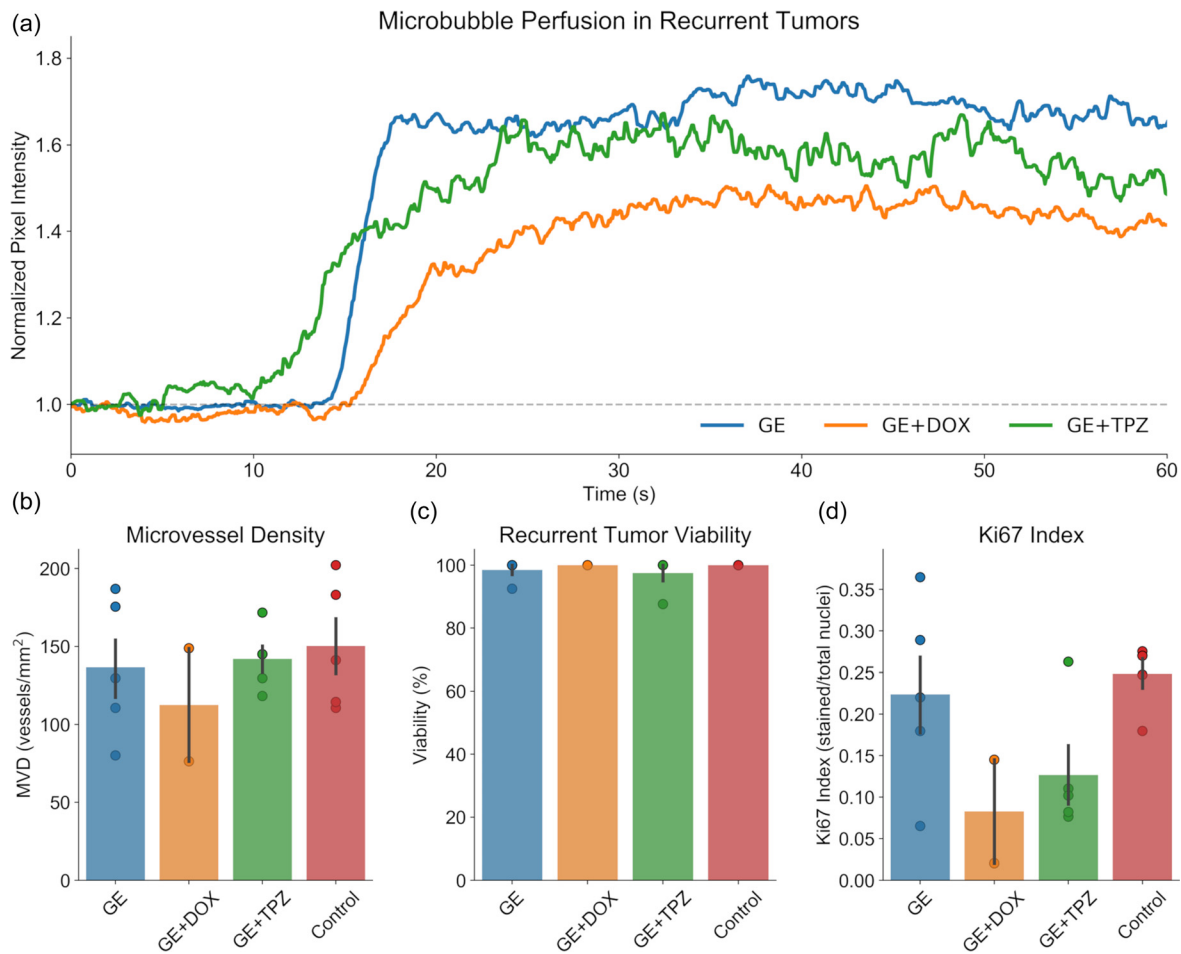 (a)
Microbubble Perfusion in Recurrent Tumors
Normalized Pixel Intensity
1.8
1.6
1.4
1.2
1.0
GE
GE+DOX
GE+TPZ
0
10
20
30
40
50
60
Time (s)
(b)
Microvessel Density
MVD (vessels/mm²)
200
150
100
50
0
GE
GE+DOX
GE+TPZ
Control
(c)
Recurrent Tumor Viability
Viability (%)
100
80
60
40
20
0
GE
GE+DOX
GE+TPZ
Control
(d)
Ki67 Index
Ki67 Index (stained/total nuclei)
0.35
0.30
0.25
0.20
0.15
0.10
0.05
0.00
GE
GE+DOX
GE+TPZ
Control